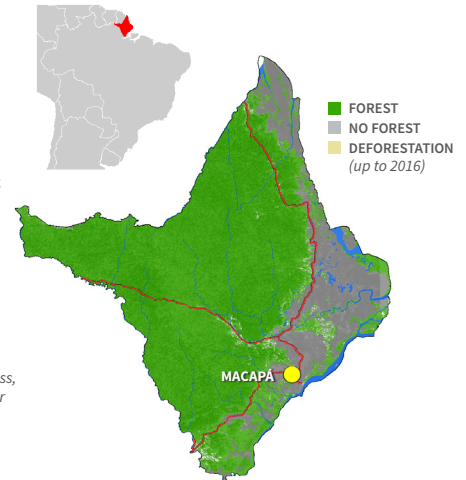 FOREST
NO FOREST
DEFORESTATION
(up to 2016)
MACAPÁ